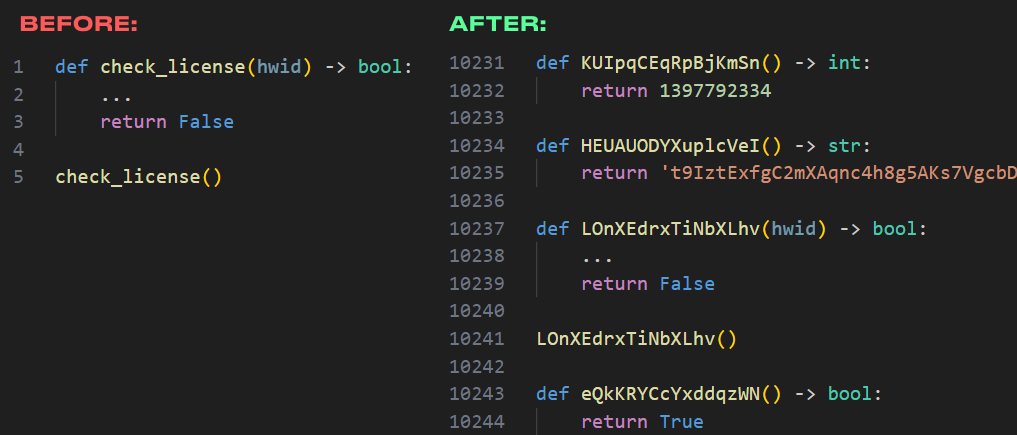 BEFORE:
1 def check_license(hwid) -> bool:
2 ...
3 return False
4
5 check_license()
AFTER:
10231 def KUIpqCEqRpBjKmSn() -> int:
10232 return 1397792334
10233
10234 def HEUAUODYXuplcVeI() -> str:
10235 return 't9IztExfgC2mXAqnc4h8g5AKs7VgcbD
10236
10237 def LOnXEdrxTiNbXLhv(hwid) -> bool:
10238 ...
10239 return False
10240
10241 LOnXEdrxTiNbXLhv()
10242
10243 def eQkKRYCcYxddqzWN() -> bool:
10244 return True